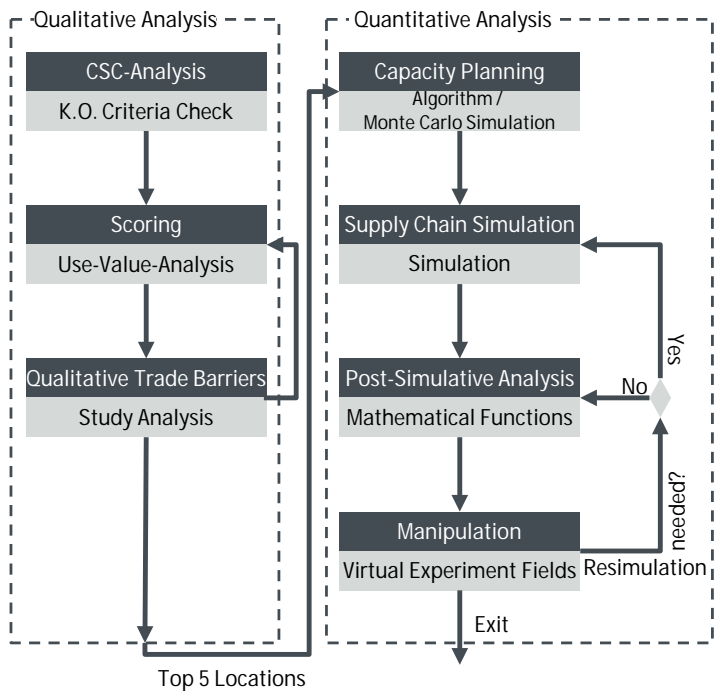 Qualitative Analysis
CSC-Analysis
K.O. Criteria Check
Scoring
Use-Value-Analysis
Qualitative Trade Barriers
Study Analysis
Top 5 Locations
Quantitative Analysis
Capacity Planning
Algorithm /
Monte Carlo Simulation
Supply Chain Simulation
Simulation
Yes
Post-Simulative Analysis
No
Mathematical Functions
needed?
Manipulation
Virtual Experiment Fields
Resimulation
Exit